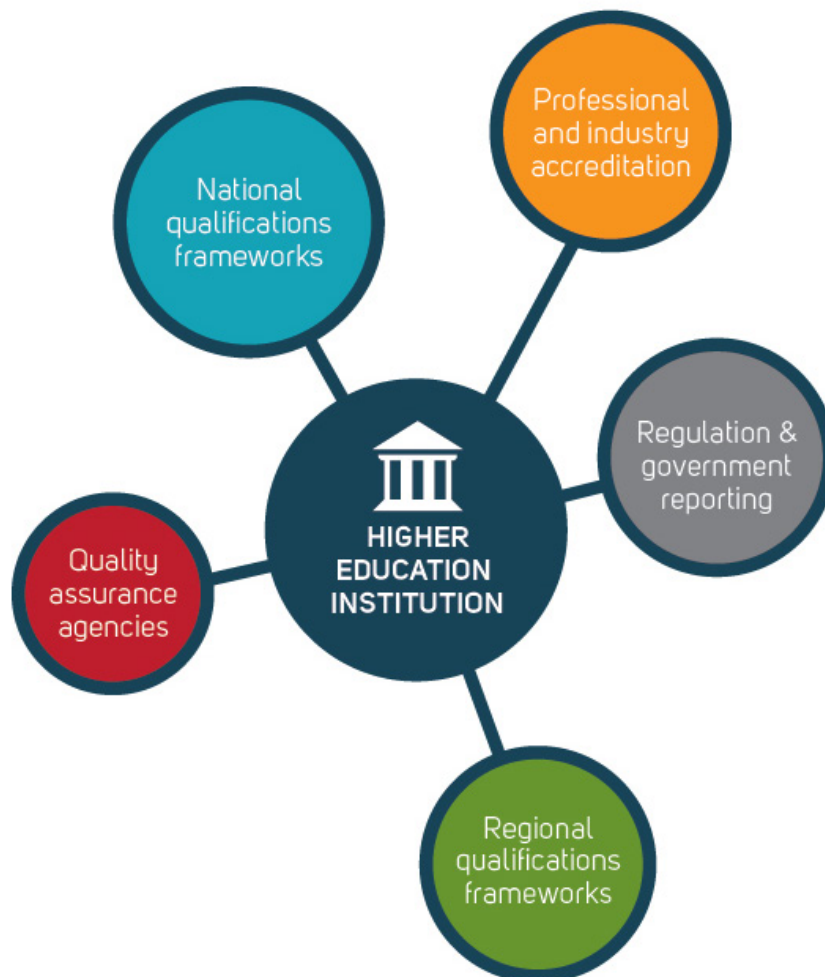 Professional
and industry
accreditation
National
qualifications
frameworks
Regulation &
government
reporting
HIGHER
EDUCATION
INSTITUTION
Quality
assurance
agencies
Regional
qualifications
frameworks